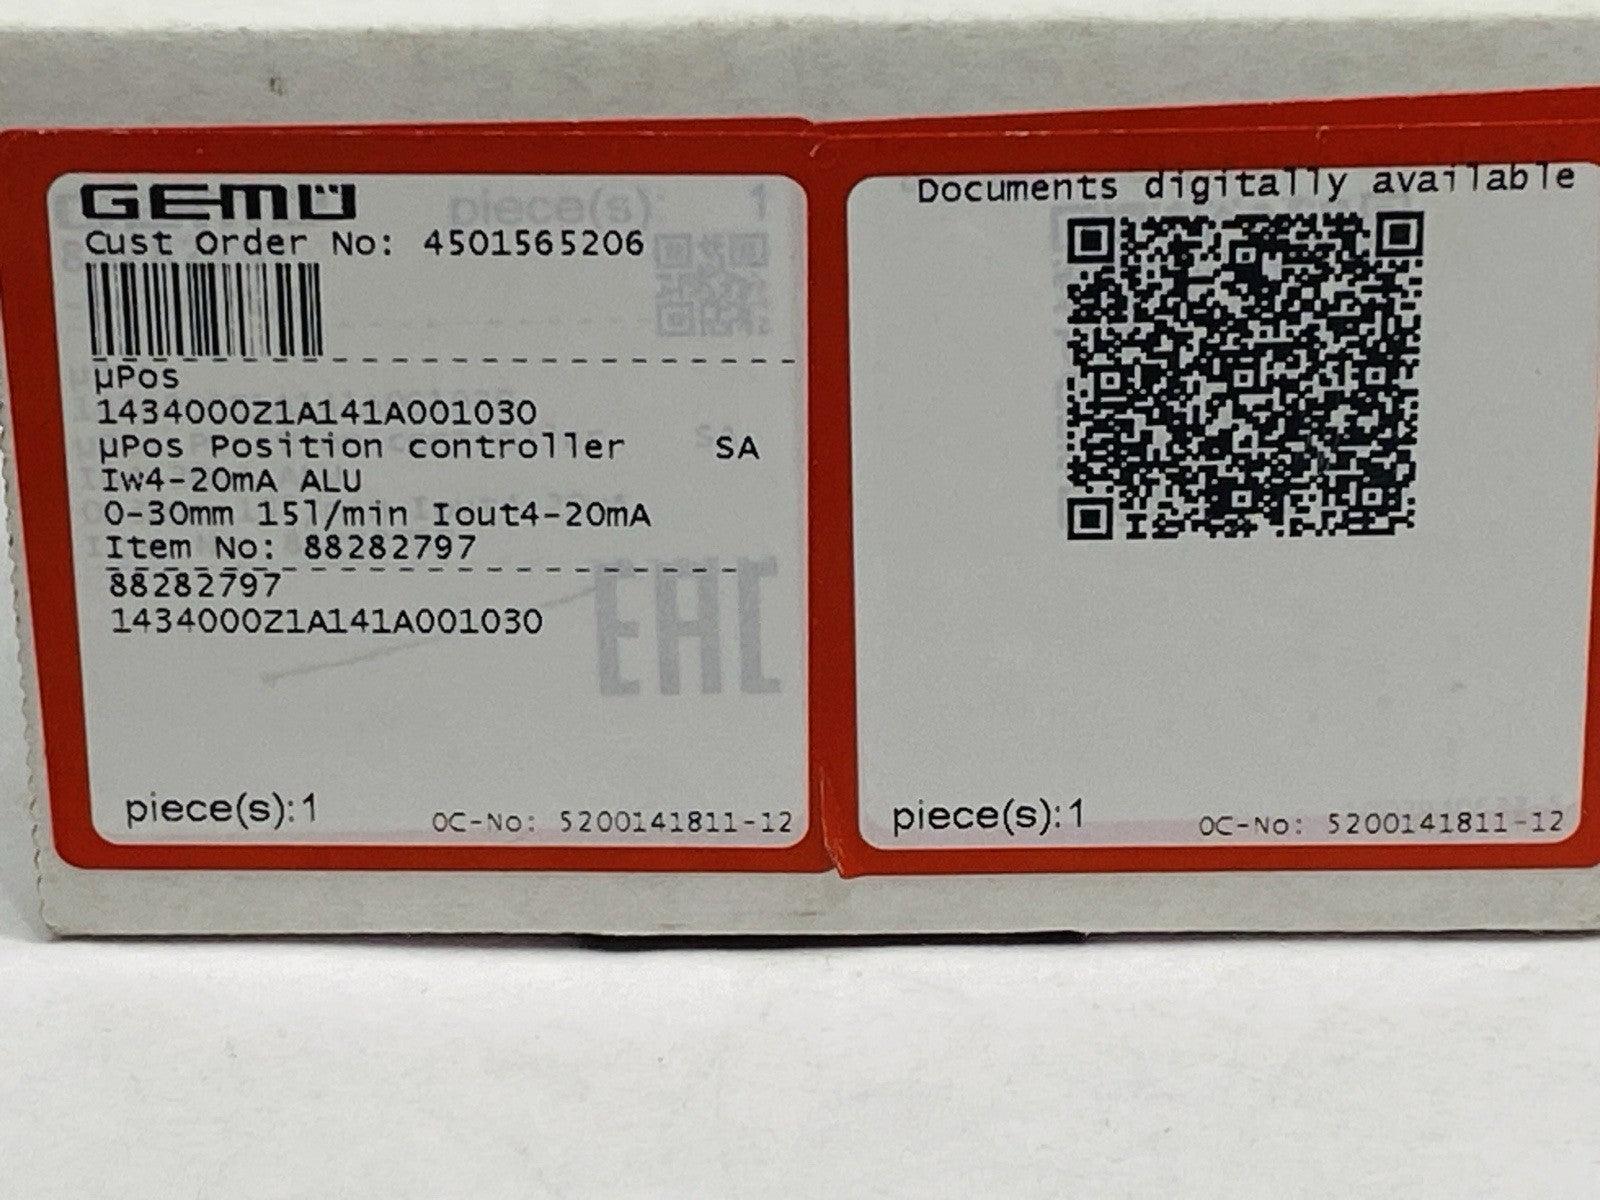 GEMÜ
Cust Order No: 4501565206
µPos
1434000Z1A141A001030
µPos Position controller SA
Iw4-20mA ALU
0-30mm 15l/min Iout4-20mA
Item No: 88282797
88282797
1434000Z1A141A001030
EAC
piece(s):1
OC-No: 5200141811-12
piece(s): 1
Documents digitally available
piece(s):1
OC-No: 5200141811-12